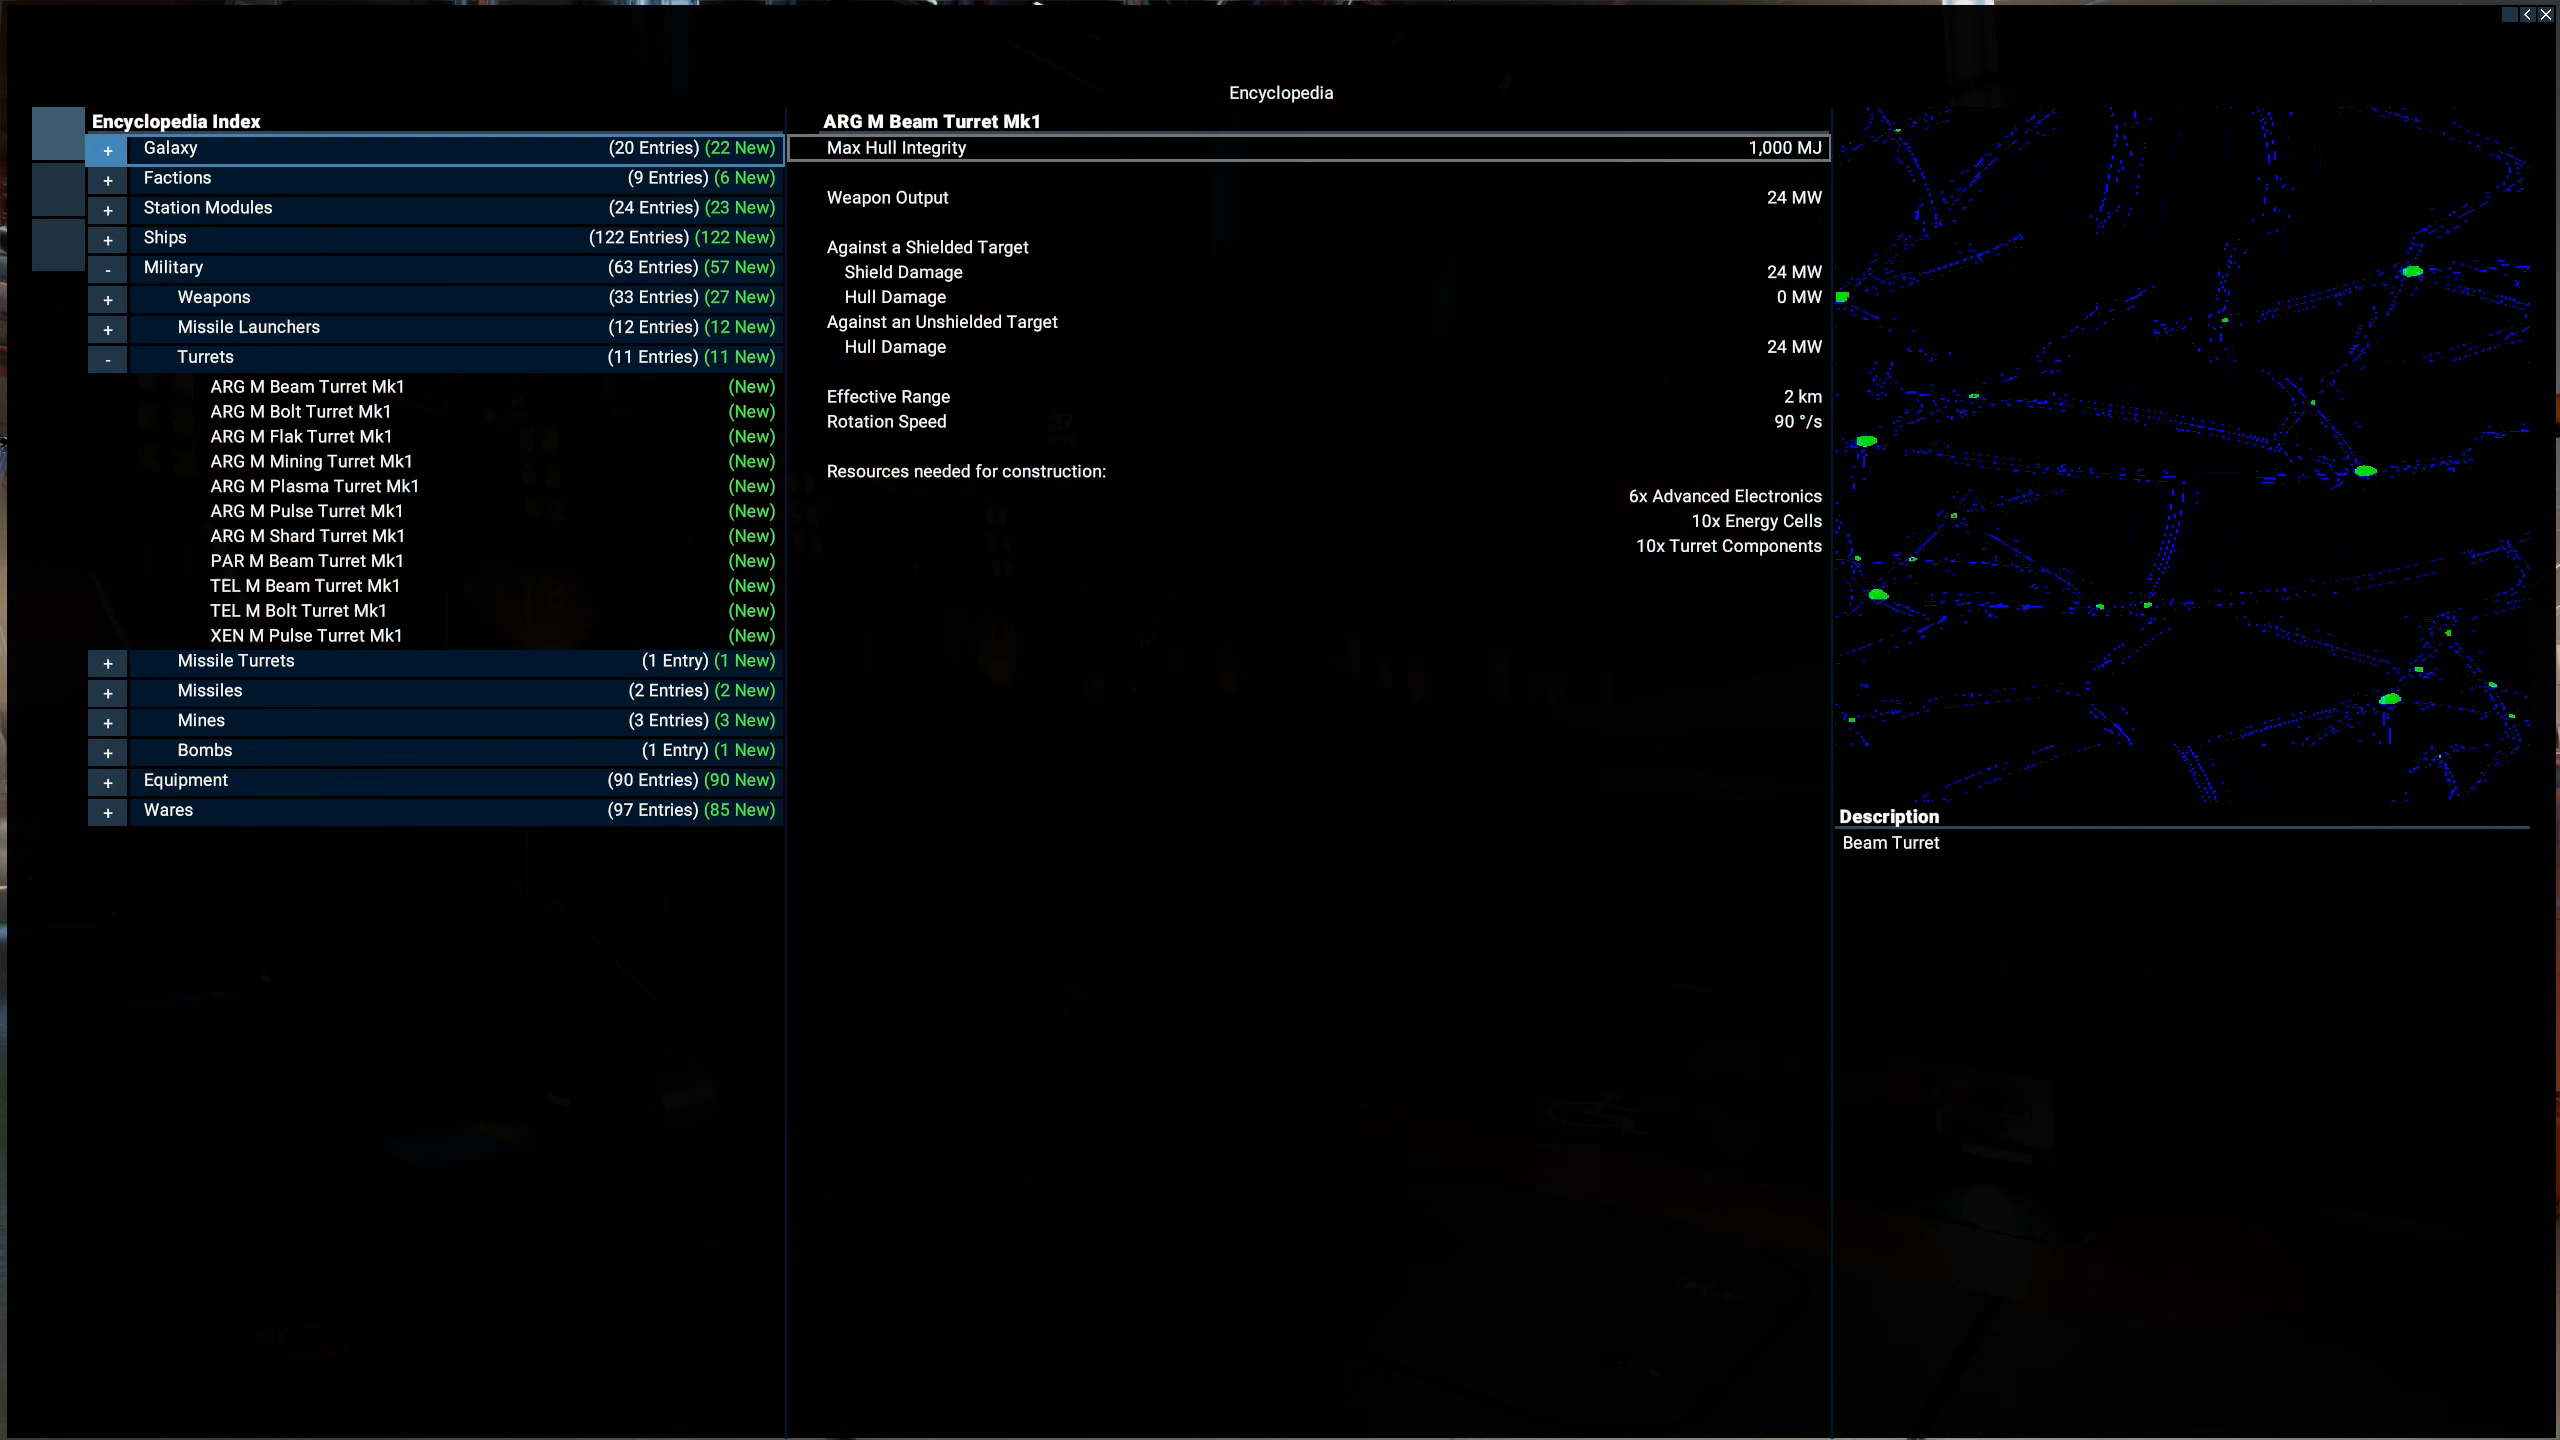 Encyclopedia
Encyclopedia Index
+ Galaxy (20 Entries) (22 New)
+ Factions (9 Entries) (6 New)
+ Station Modules (24 Entries) (23 New)
+ Ships (122 Entries) (122 New)
- Military (63 Entries) (57 New)
+ Weapons (33 Entries) (27 New)
+ Missile Launchers (12 Entries) (12 New)
- Turrets (11 Entries) (11 New)
ARG M Beam Turret Mk1 (New)
ARG M Bolt Turret Mk1 (New)
ARG M Flak Turret Mk1 (New)
ARG M Mining Turret Mk1 (New)
ARG M Plasma Turret Mk1 (New)
ARG M Pulse Turret Mk1 (New)
ARG M Shard Turret Mk1 (New)
PAR M Beam Turret Mk1 (New)
TEL M Beam Turret Mk1 (New)
TEL M Bolt Turret Mk1 (New)
XEN M Pulse Turret Mk1 (New)
+ Missile Turrets (1 Entry) (1 New)
+ Missiles (2 Entries) (2 New)
+ Mines (3 Entries) (3 New)
+ Bombs (1 Entry) (1 New)
+ Equipment (90 Entries) (90 New)
+ Wares (97 Entries) (85 New)
ARG M Beam Turret Mk1
Max Hull Integrity 1,000 MJ
Weapon Output 24 MW
Against a Shielded Target
Shield Damage 24 MW
Hull Damage 0 MW
Against an Unshielded Target
Hull Damage 24 MW
Effective Range 2 km
Rotation Speed 90 °/s
Resources needed for construction:
6x Advanced Electronics
10x Energy Cells
10x Turret Components
Description
Beam Turret